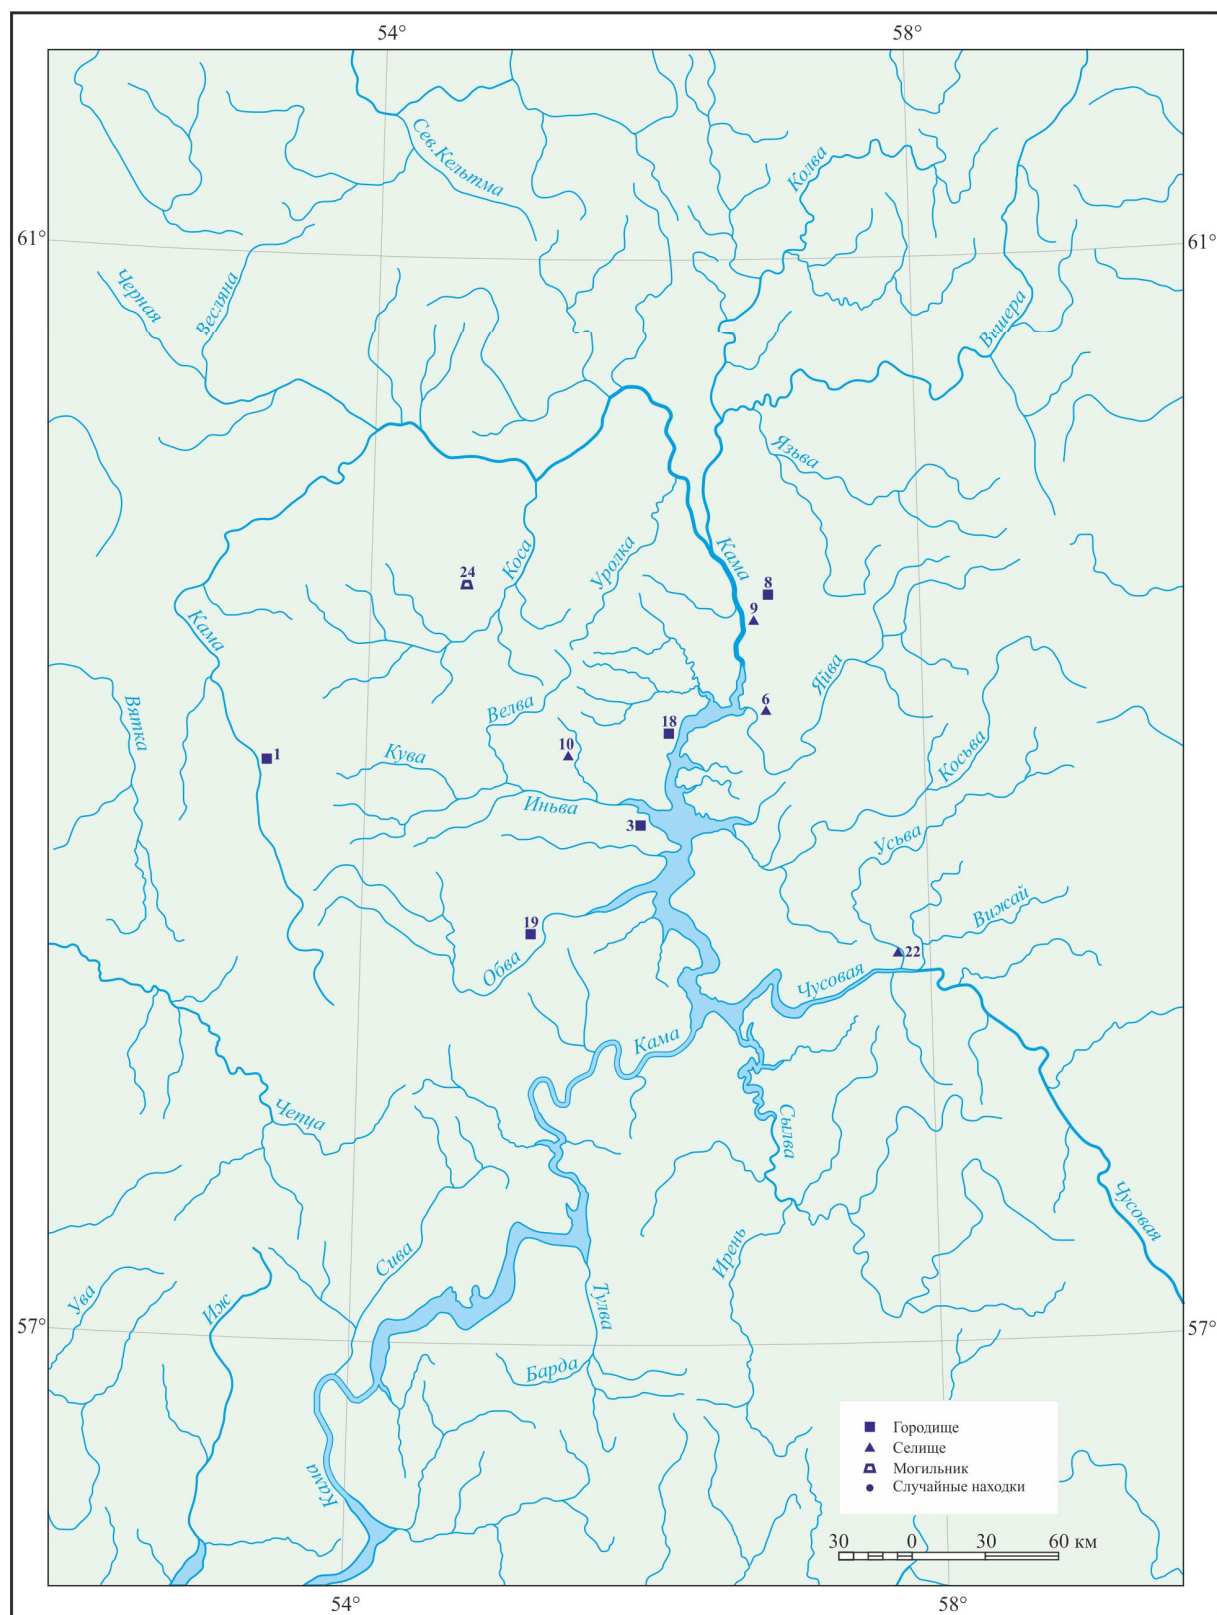 54°
58°
Сев.Кельтма
Колва
61°
61°
Черная
Весляна
Вишера
Язьва
Кама
Коса
Уролка
24
8
9
Кама
Яйва
Вятка
Велва
6
18
10
1
Кува
Косьва
Иньва
3
Усьва
Вижай
19
22
Обва
Чусовая
Кама
Чепца
Сылва
Чусовая
Ирень
Сива
Ува
Иж
Тулва
57°
57°
Барда
Кама
Городище
Селище
Могильник
Случайные находки
30 0 30 60 км
54°
58°